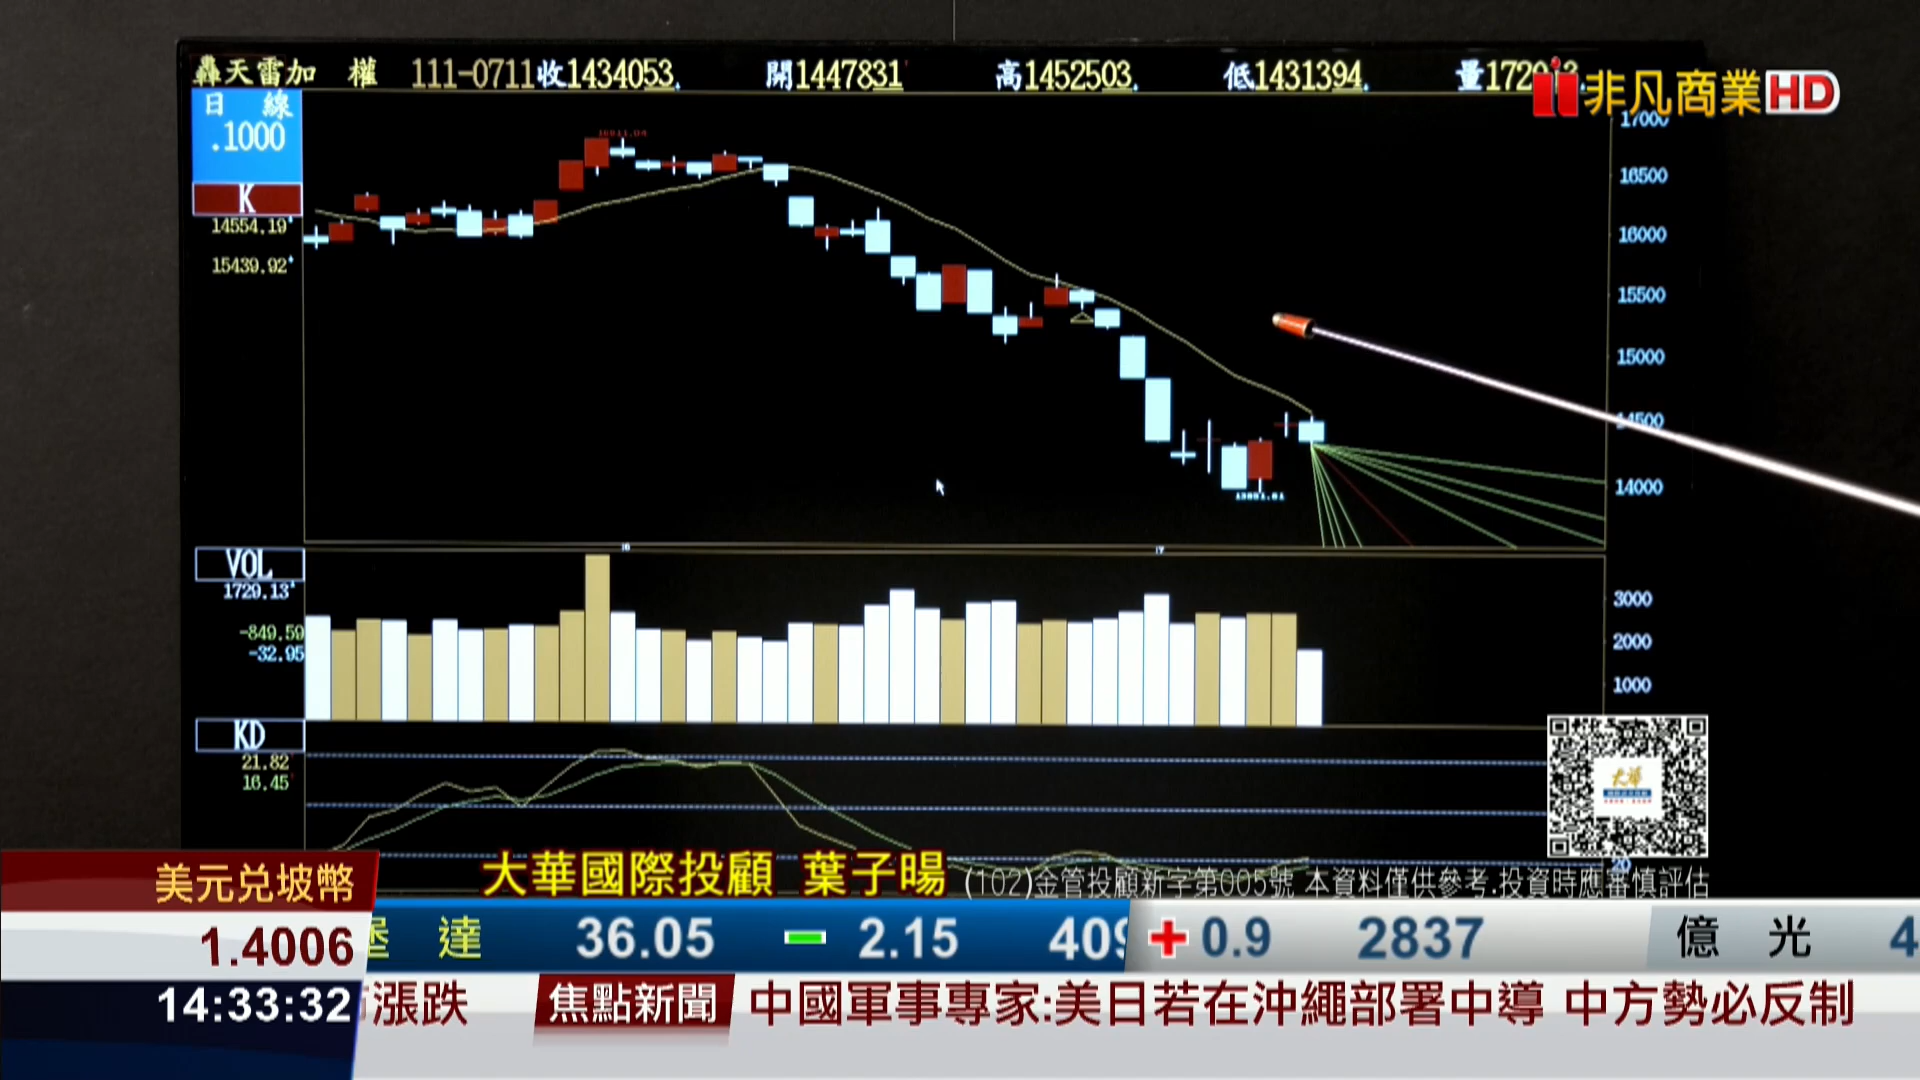 轟天雷加 權 111-0711收1434053. 開1447831 高1452503. 低1431394. 量172
非凡商業HD
日 線
.1000
K
14554.19
15439.92
17000
16500
16000
15500
15000
14500
14000
VOL
1729.13
-849.59
-32.95
3000
2000
1000
KD
21.82
16.45
20
大華
大華國際投顧 葉子暘 (102)金管投顧新字第005號 本資料僅供參考.投資時應審慎評估
美元兌坡幣
1.4006
達 36.05 2.15 409 0.9 2837 億 光 4
14:33:32
漲跌 焦點新聞 中國軍事專家:美日若在沖繩部署中導 中方勢必反制